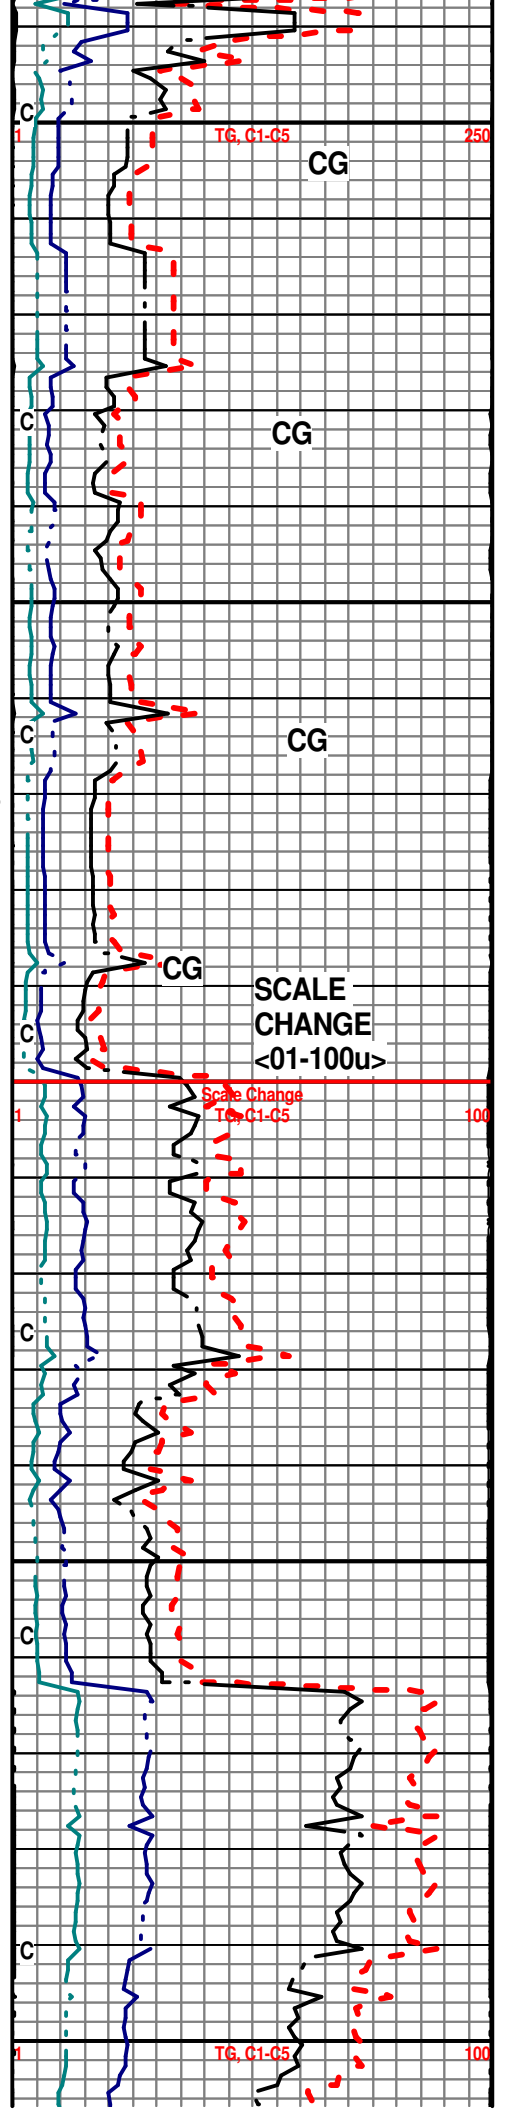 C
1 TG, C1-C5 250
CG
C
CG
C
CG
CG
SCALE
CHANGE
<01-100u>
C
Scale Change
1 TG, C1-C5 100
C
C
C
1 TG, C1-C5 100